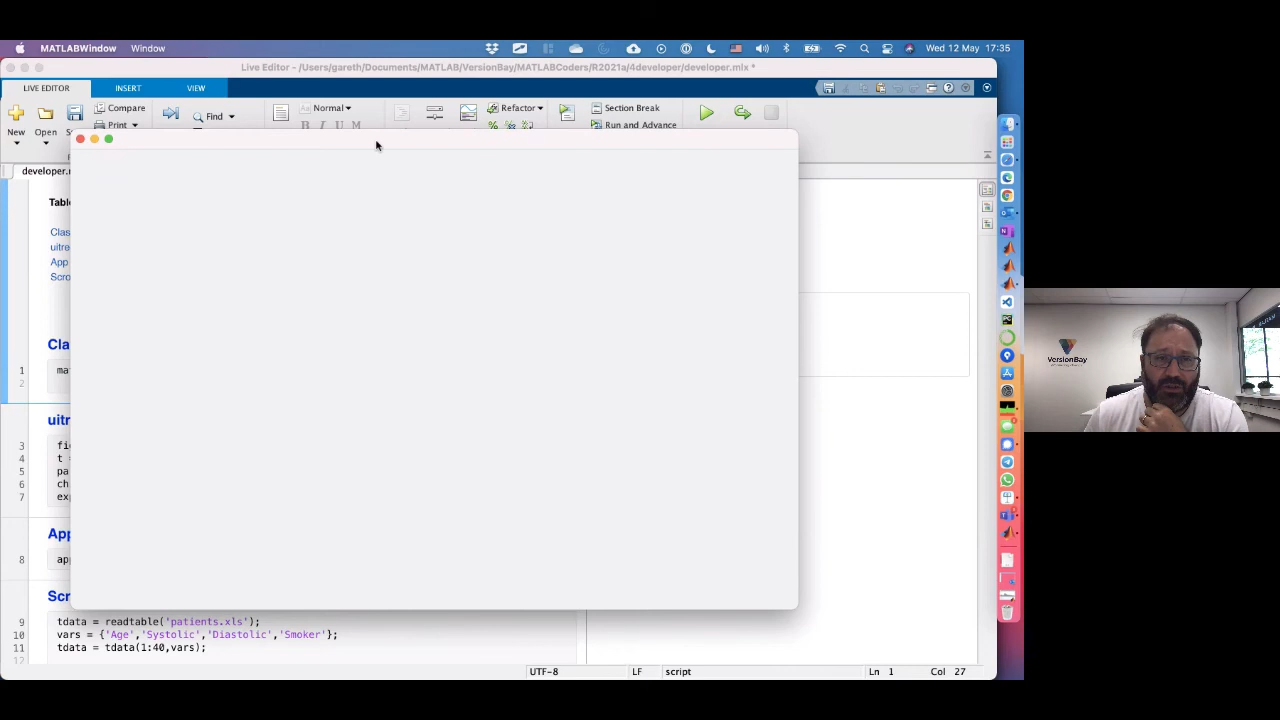 MATLABWindow Window Wed 12 May 17:35
Live Editor - /Users/gareth/Documents/MATLAB/VersionBay/MATLABCoders/R2021a/4developer/developer.mlx *
LIVE EDITOR INSERT VIEW
Compare Normal Refactor Section Break
New Open Print Find B I U M Run and Advance
developer.m
Table
Clas
uitre
App
Scro
Cla
1 mat
2
uitr
3 fi
4 t =
5 pa
6 ch
7 ex
App
8 app
Scr
9 tdata = readtable('patients.xls');
10 vars = {'Age','Systolic','Diastolic','Smoker'};
11 tdata = tdata(1:40,vars);
12
UTF-8 LF script Ln 1 Col 27
VersionBay